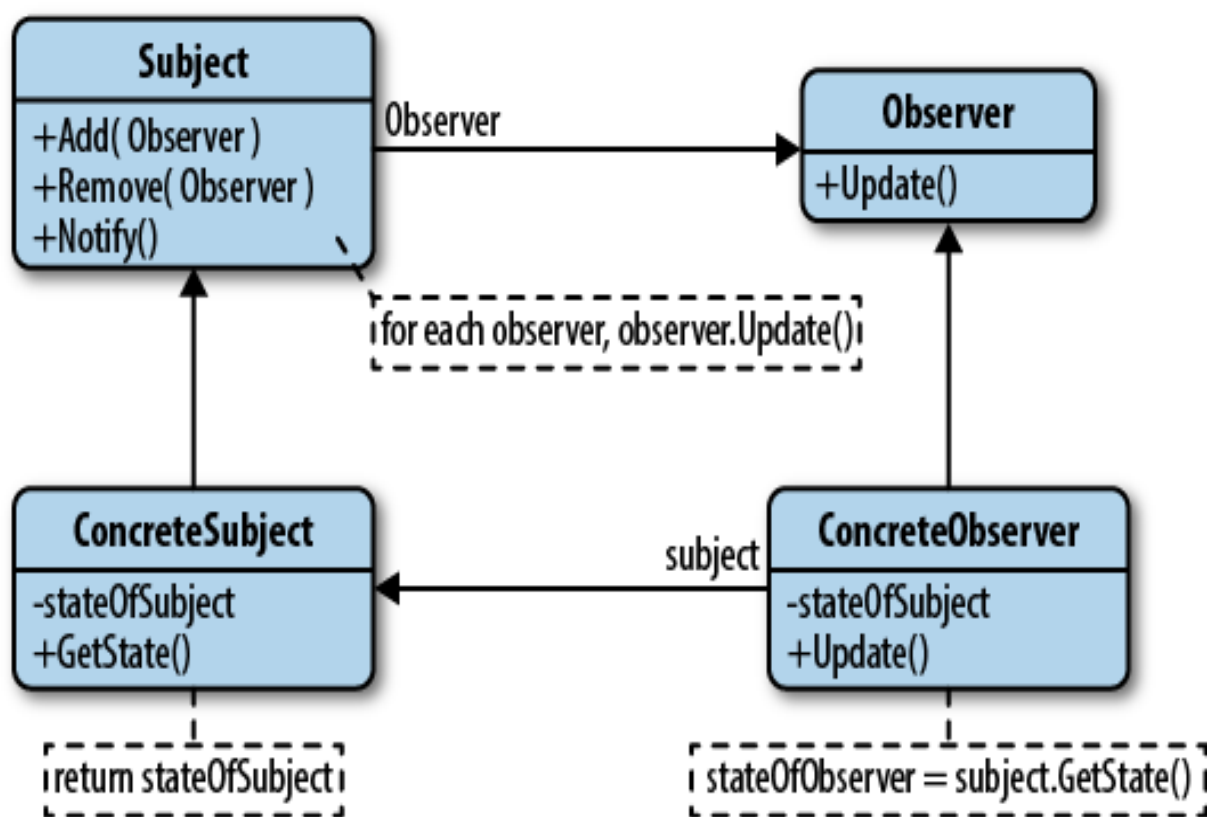 Subject
+Add( Observer )
+Remove( Observer )
+Notify()
Observer
Observer
+Update()
for each observer, observer.Update()
ConcreteSubject
-stateOfSubject
+GetState()
subject
ConcreteObserver
-stateOfSubject
+Update()
return stateOfSubject
stateOfObserver = subject.GetState()